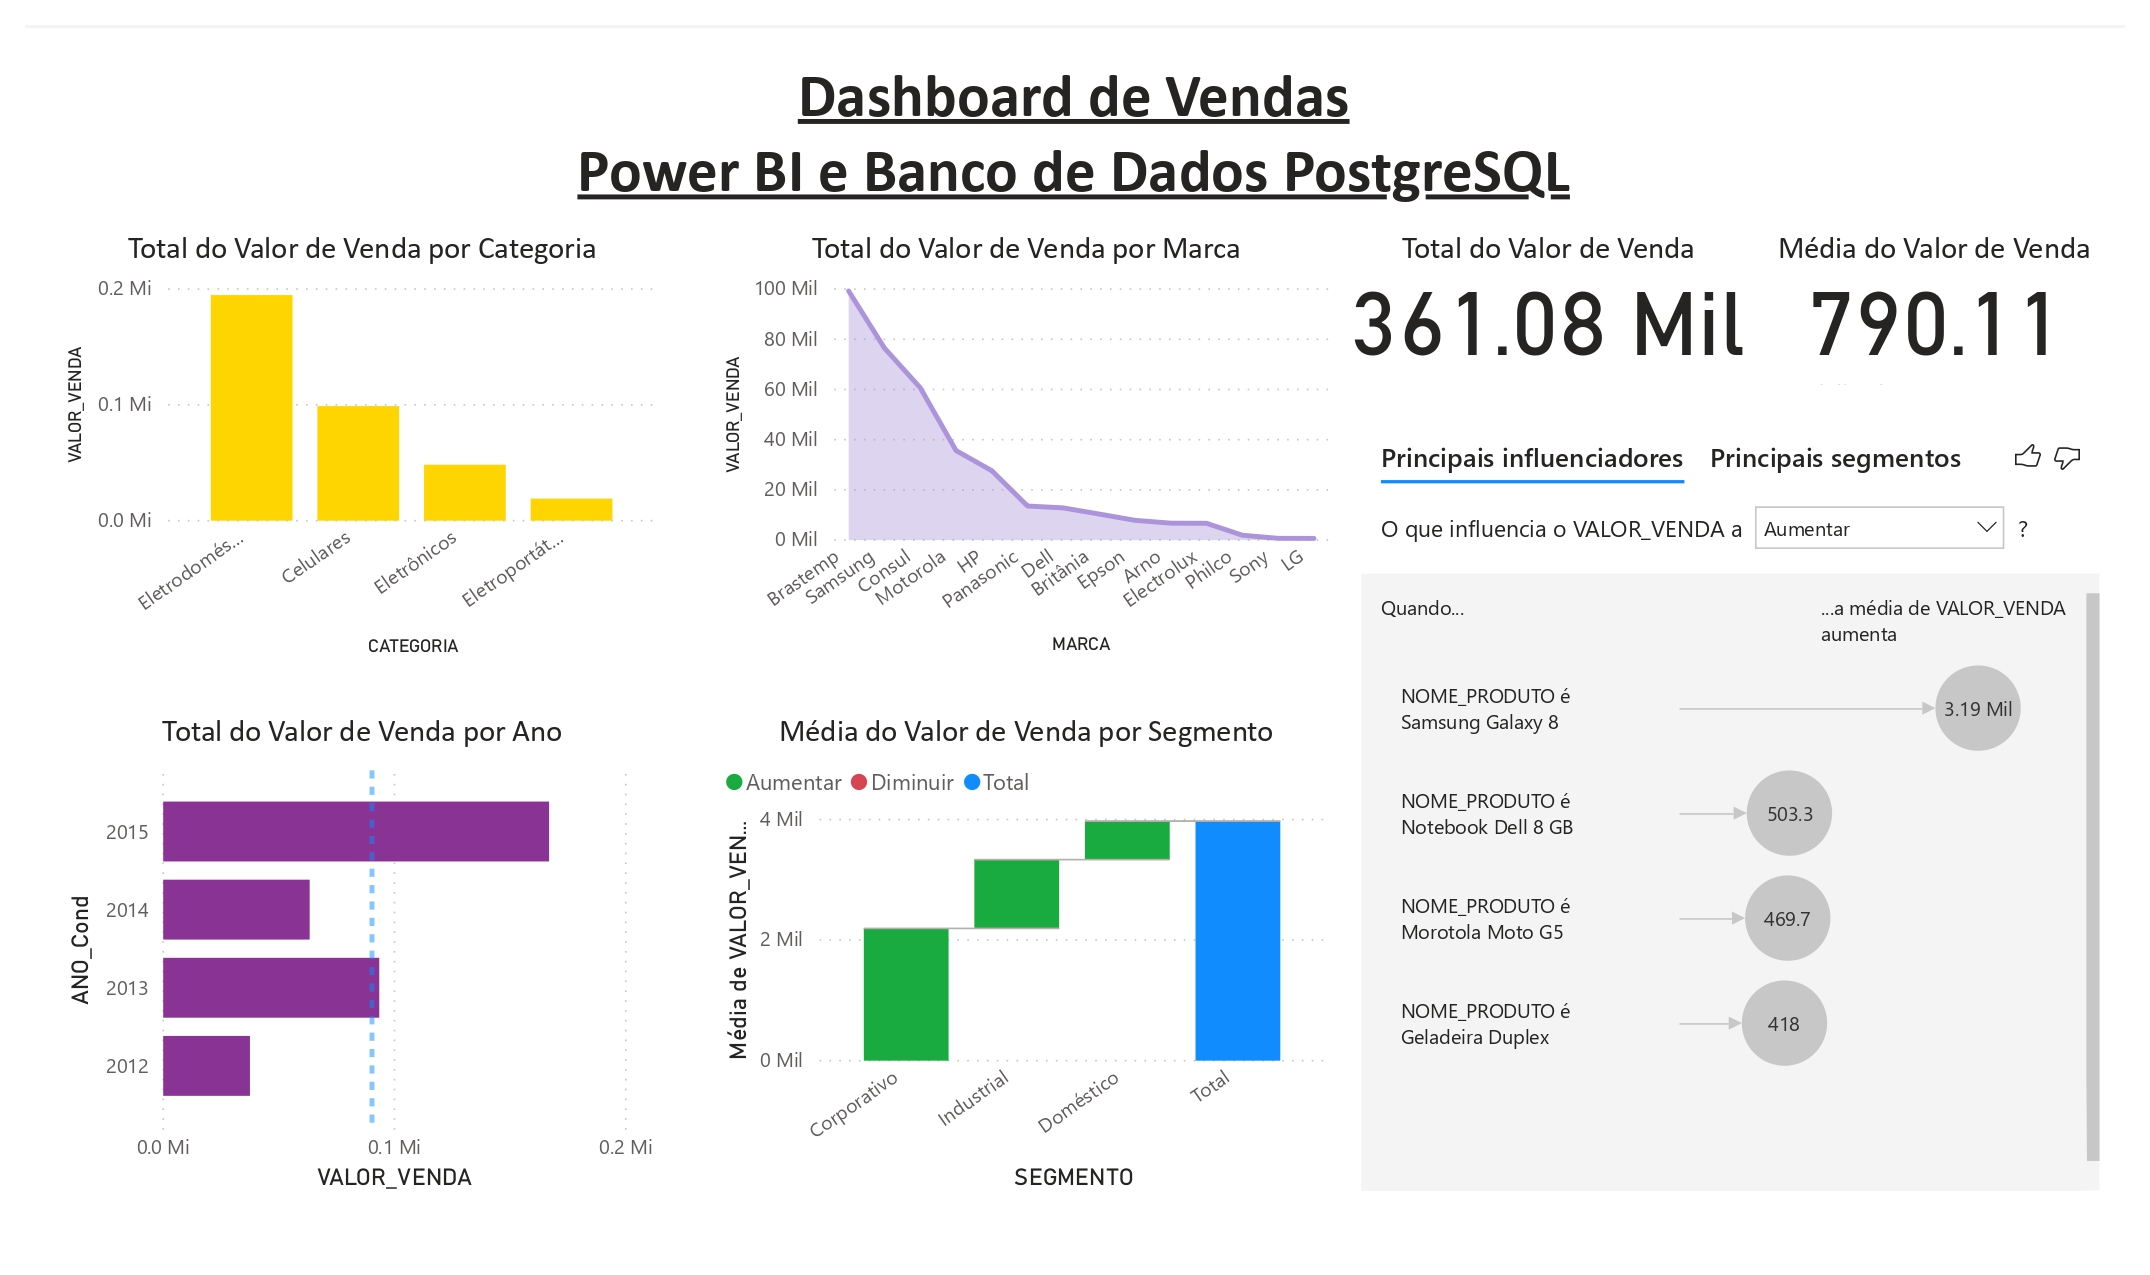 Dashboard de Vendas
Power BI e Banco de Dados PostgreSQL
Total do Valor de Venda por Categoria
0.2 Mi
0.1 Mi
0.0 Mi
VALOR_VENDA
Eletrodomés...
Celulares
Eletrônicos
Eletroportát...
CATEGORIA
Total do Valor de Venda por Marca
100 Mil
80 Mil
60 Mil
40 Mil
20 Mil
0 Mil
VALOR_VENDA
Brastemp
Samsung
Consul
Motorola
HP
Panasonic
Dell
Britânia
Epson
Arno
Electrolux
Philco
Sony
LG
MARCA
Total do Valor de Venda
361.08 Mil
Média do Valor de Venda
790.11
Principais influenciadores
Principais segmentos
O que influencia o VALOR_VENDA a
Aumentar
?
Quando...
...a média de VALOR_VENDA
aumenta
NOME_PRODUTO é
Samsung Galaxy 8
3.19 Mil
NOME_PRODUTO é
Notebook Dell 8 GB
503.3
NOME_PRODUTO é
Morotola Moto G5
469.7
NOME_PRODUTO é
Geladeira Duplex
418
Total do Valor de Venda por Ano
ANO_Cond
2015
2014
2013
2012
0.0 Mi
0.1 Mi
0.2 Mi
VALOR_VENDA
Média do Valor de Venda por Segmento
Aumentar
Diminuir
Total
4 Mil
2 Mil
0 Mil
Média de VALOR_VEN...
Corporativo
Industrial
Doméstico
Total
SEGMENTO